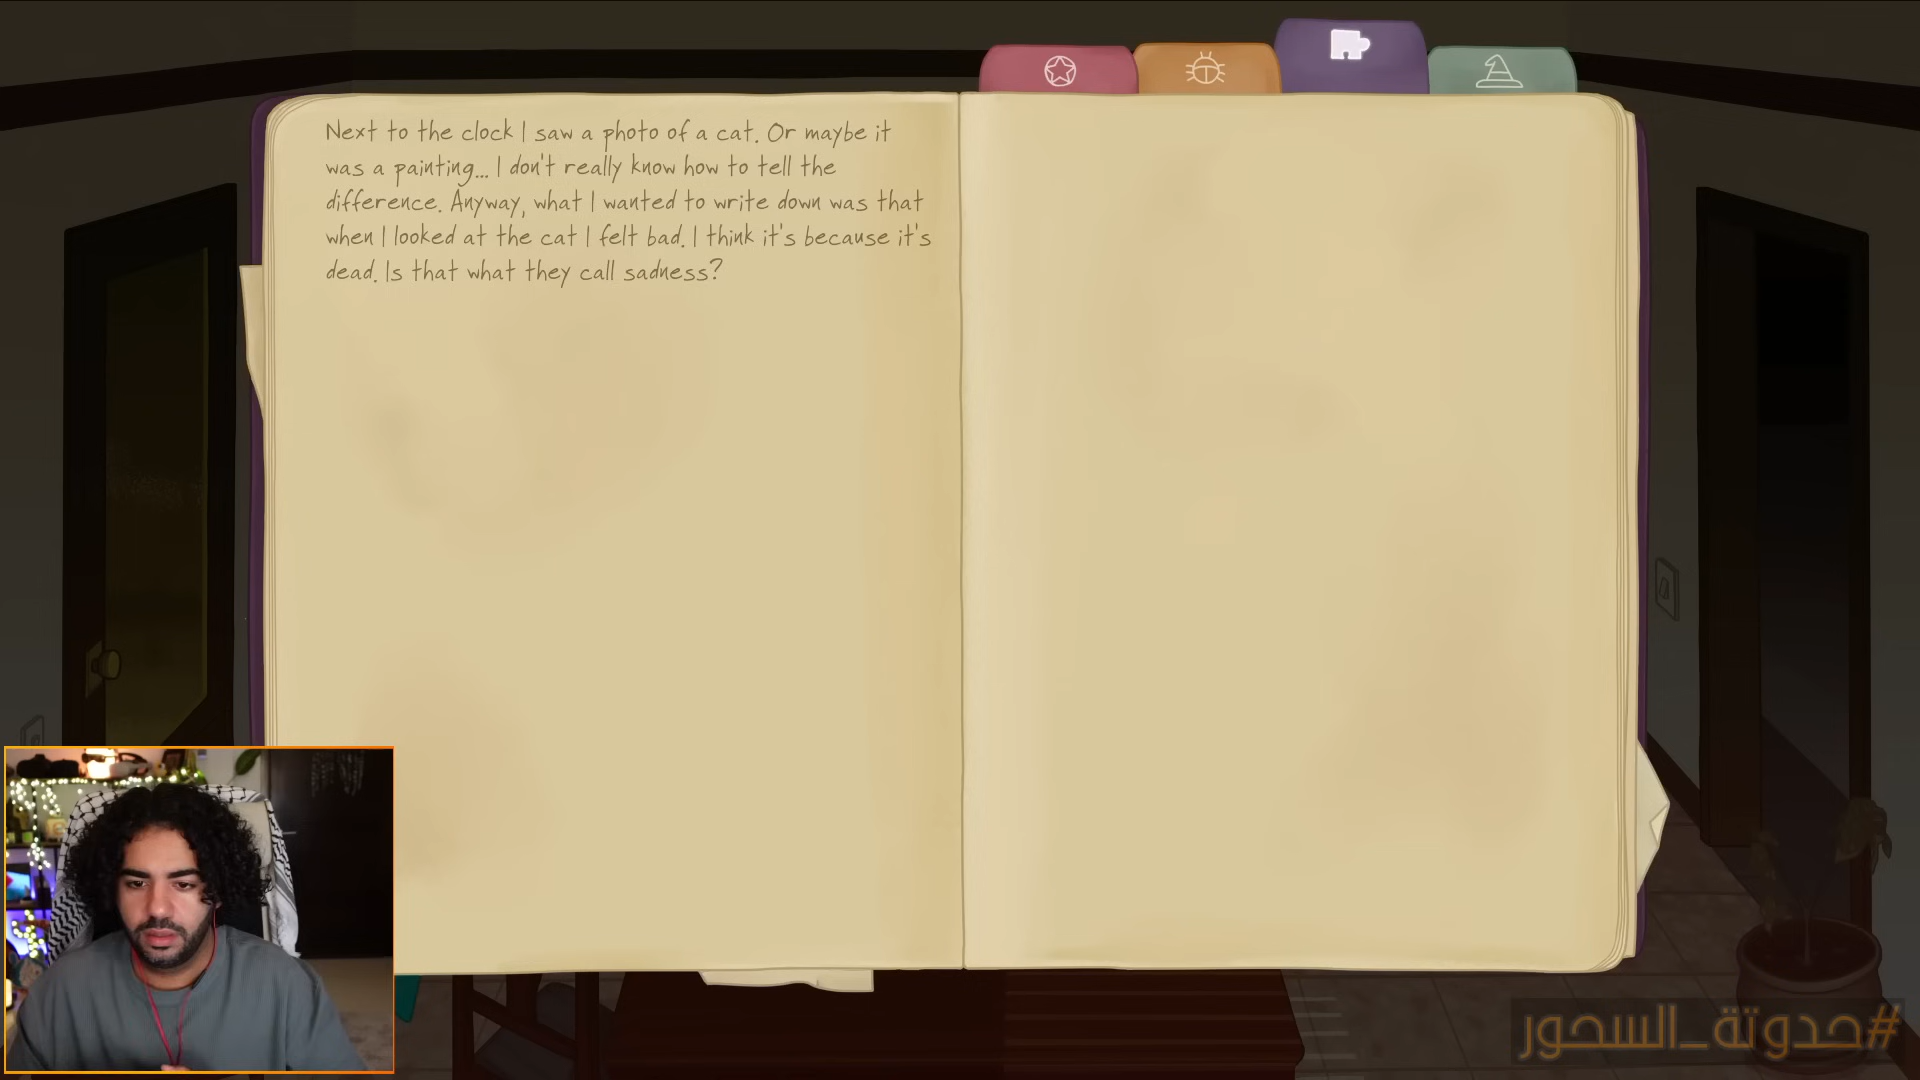 Next to the clock I saw a photo of a cat. Or maybe it
was a painting... I don't really know how to tell the
difference. Anyway, what I wanted to write down was that
when I looked at the cat I felt bad. I think it's because it's
dead. Is that what they call sadness?
#حدوتة_السحور